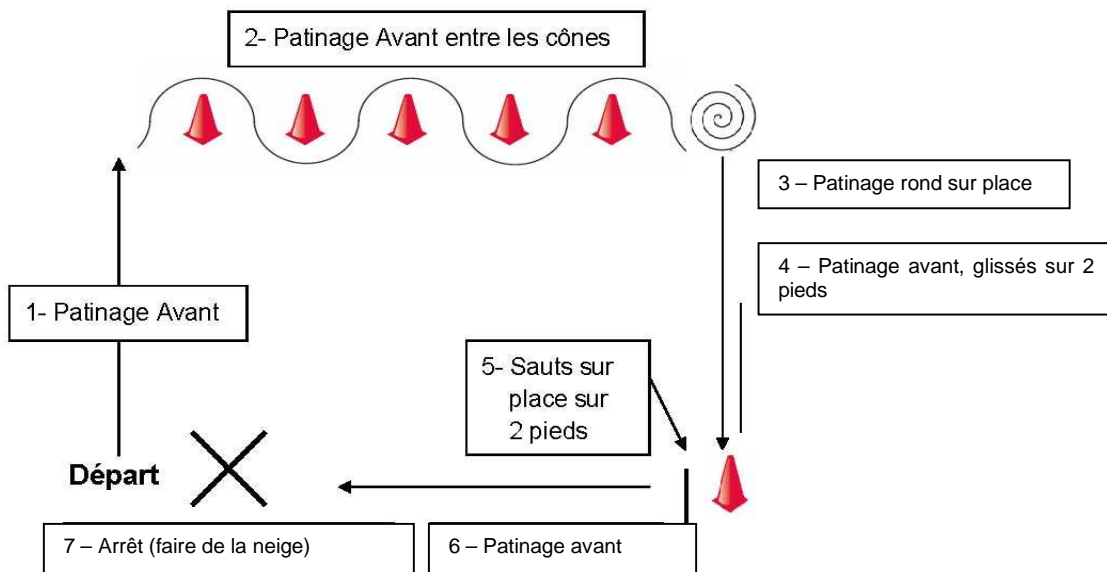 2- Patinage Avant entre les cônes
3 – Patinage rond sur place
4 – Patinage avant, glissés sur 2
pieds
1- Patinage Avant
5- Sauts sur
place sur
2 pieds
Départ
7 – Arrêt (faire de la neige)
6 – Patinage avant